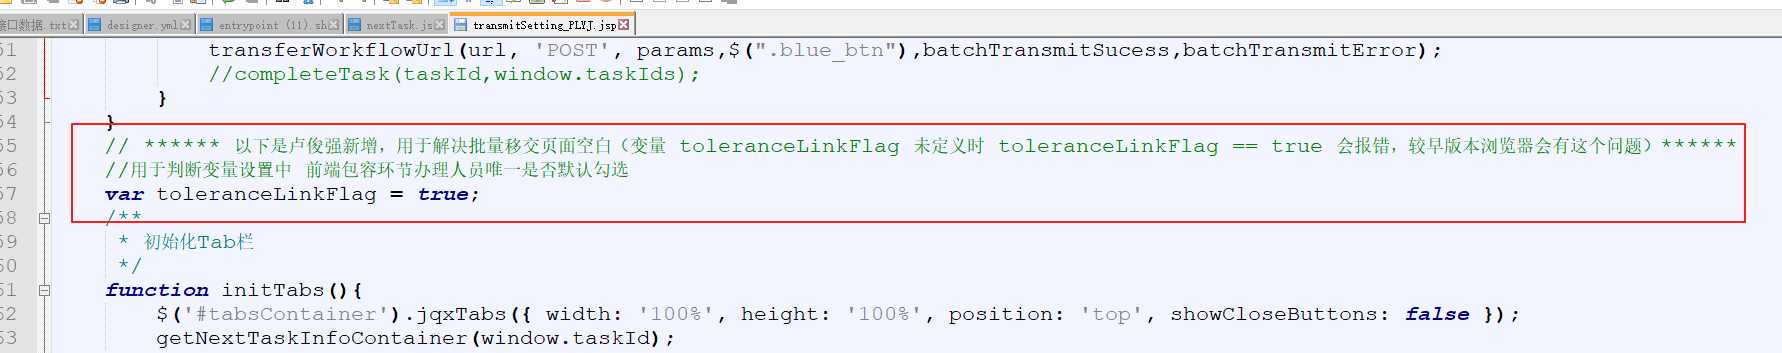 接口数据.txt designer.yml entrypoint (11).sh nextTask.js transmitSetting_PLYJ.jsp
51 transferWorkflowUrl(url, 'POST', params,$(".blue_btn"),batchTransmitSucess,batchTransmitError);
52 //completeTask(taskId,window.taskIds);
53 }
54 }
55 // ****** 以下是卢俊强新增，用于解决批量移交页面空白（变量 toleranceLinkFlag 未定义时 toleranceLinkFlag == true 会报错，较早版本浏览器会有这个问题）******
56 //用于判断变量设置中 前端包容环节办理人员唯一是否默认勾选
57 var toleranceLinkFlag = true;
58 /**
59 * 初始化Tab栏
60 */
61 function initTabs(){
62 $('#tabsContainer').jqxTabs({ width: '100%', height: '100%', position: 'top', showCloseButtons: false });
63 getNextTaskInfoContainer(window.taskId);